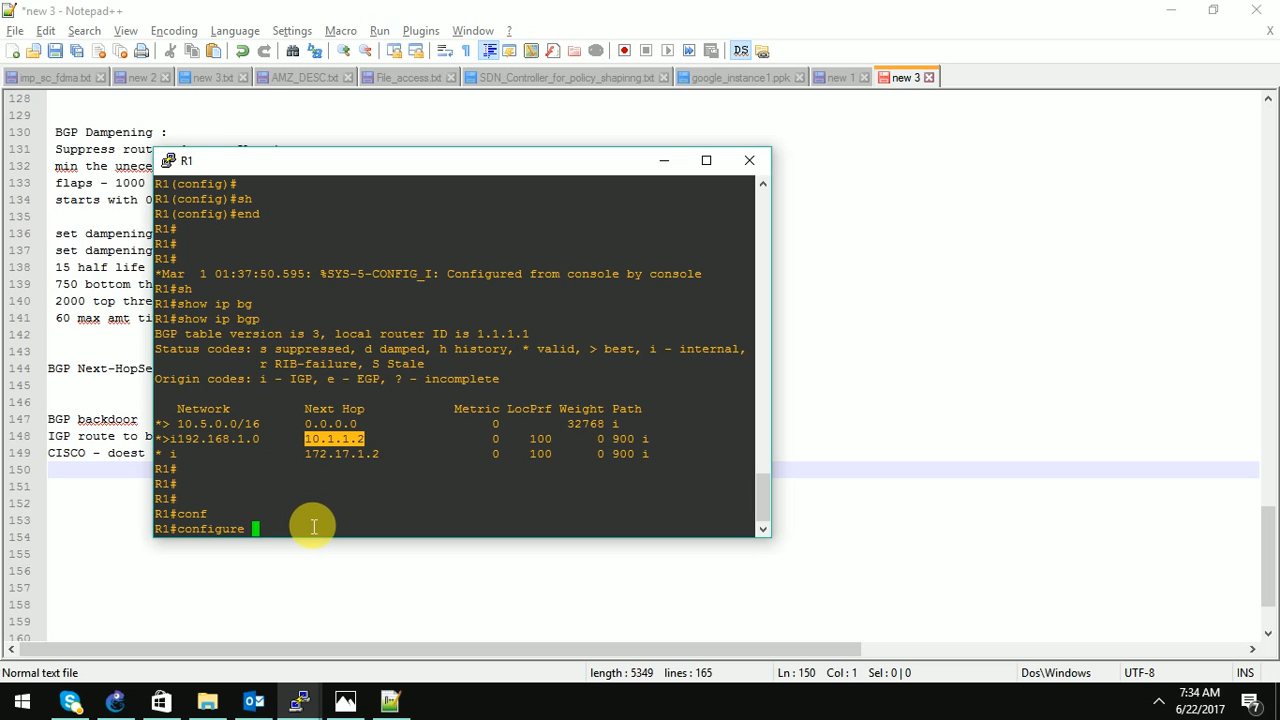 *new 3 - Notepad++
File Edit Search View Encoding Language Settings Macro Run Plugins Window ? X
imp_sc_fdma.txt new 2 new 3.txt AMZ_DESC.txt File_access.txt SDN_Controller_for_policy_shapinng.txt google_instance1.ppk new 1 new 3
128
129
130 BGP Dampening :
131 Suppress rout
132 min the unece
133 flaps - 1000
134 starts with 0
135
136 set dampening
137 set dampening
138 15 half life
139 750 bottom th
140 2000 top thre
141 60 max amt ti
142
143
144 BGP Next-HopSe
145
146
147 BGP backdoor
148 IGP route to b
149 CISCO - doest
150
151
152
153
154
155
156
157
158
159
160
R1
R1(config)#
R1(config)#sh
R1(config)#end
R1#
R1#
R1#
*Mar 1 01:37:50.595: %SYS-5-CONFIG_I: Configured from console by console
R1#sh
R1#show ip bg
R1#show ip bgp
BGP table version is 3, local router ID is 1.1.1.1
Status codes: s suppressed, d damped, h history, * valid, > best, i - internal,
r RIB-failure, S Stale
Origin codes: i - IGP, e - EGP, ? - incomplete
Network Next Hop Metric LocPrf Weight Path
*> 10.5.0.0/16 0.0.0.0 0 32768 i
*>i192.168.1.0 10.1.1.2 0 100 0 900 i
* i 172.17.1.2 0 100 0 900 i
R1#
R1#
R1#
R1#conf
R1#configure
Normal text file length : 5349 lines : 165 Ln : 150 Col : 1 Sel : 0 | 0 Dos\Windows UTF-8 INS
7:34 AM
6/22/2017
7